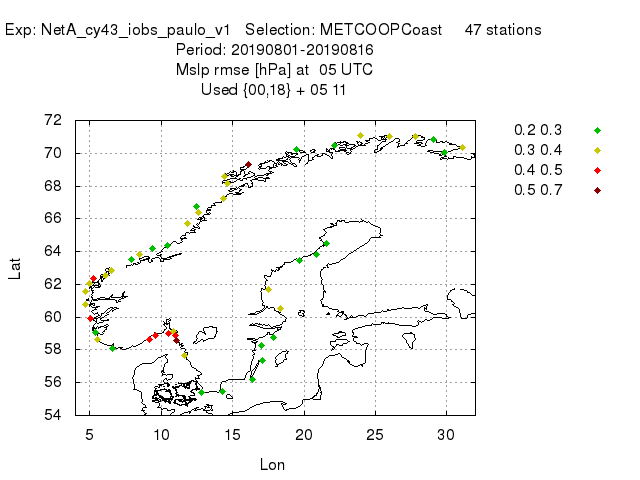 Exp: NetA_cy43_iobs_paulo_v1 Selection: METCOOPCoast 47 stations
Period: 20190801-20190816
Mslp rmse [hPa] at 05 UTC
Used {00,18} + 05 11
72
70
68
66
64
62
60
58
56
54
Lat
5 10 15 20 25 30
Lon
0.2 0.3
0.3 0.4
0.4 0.5
0.5 0.7